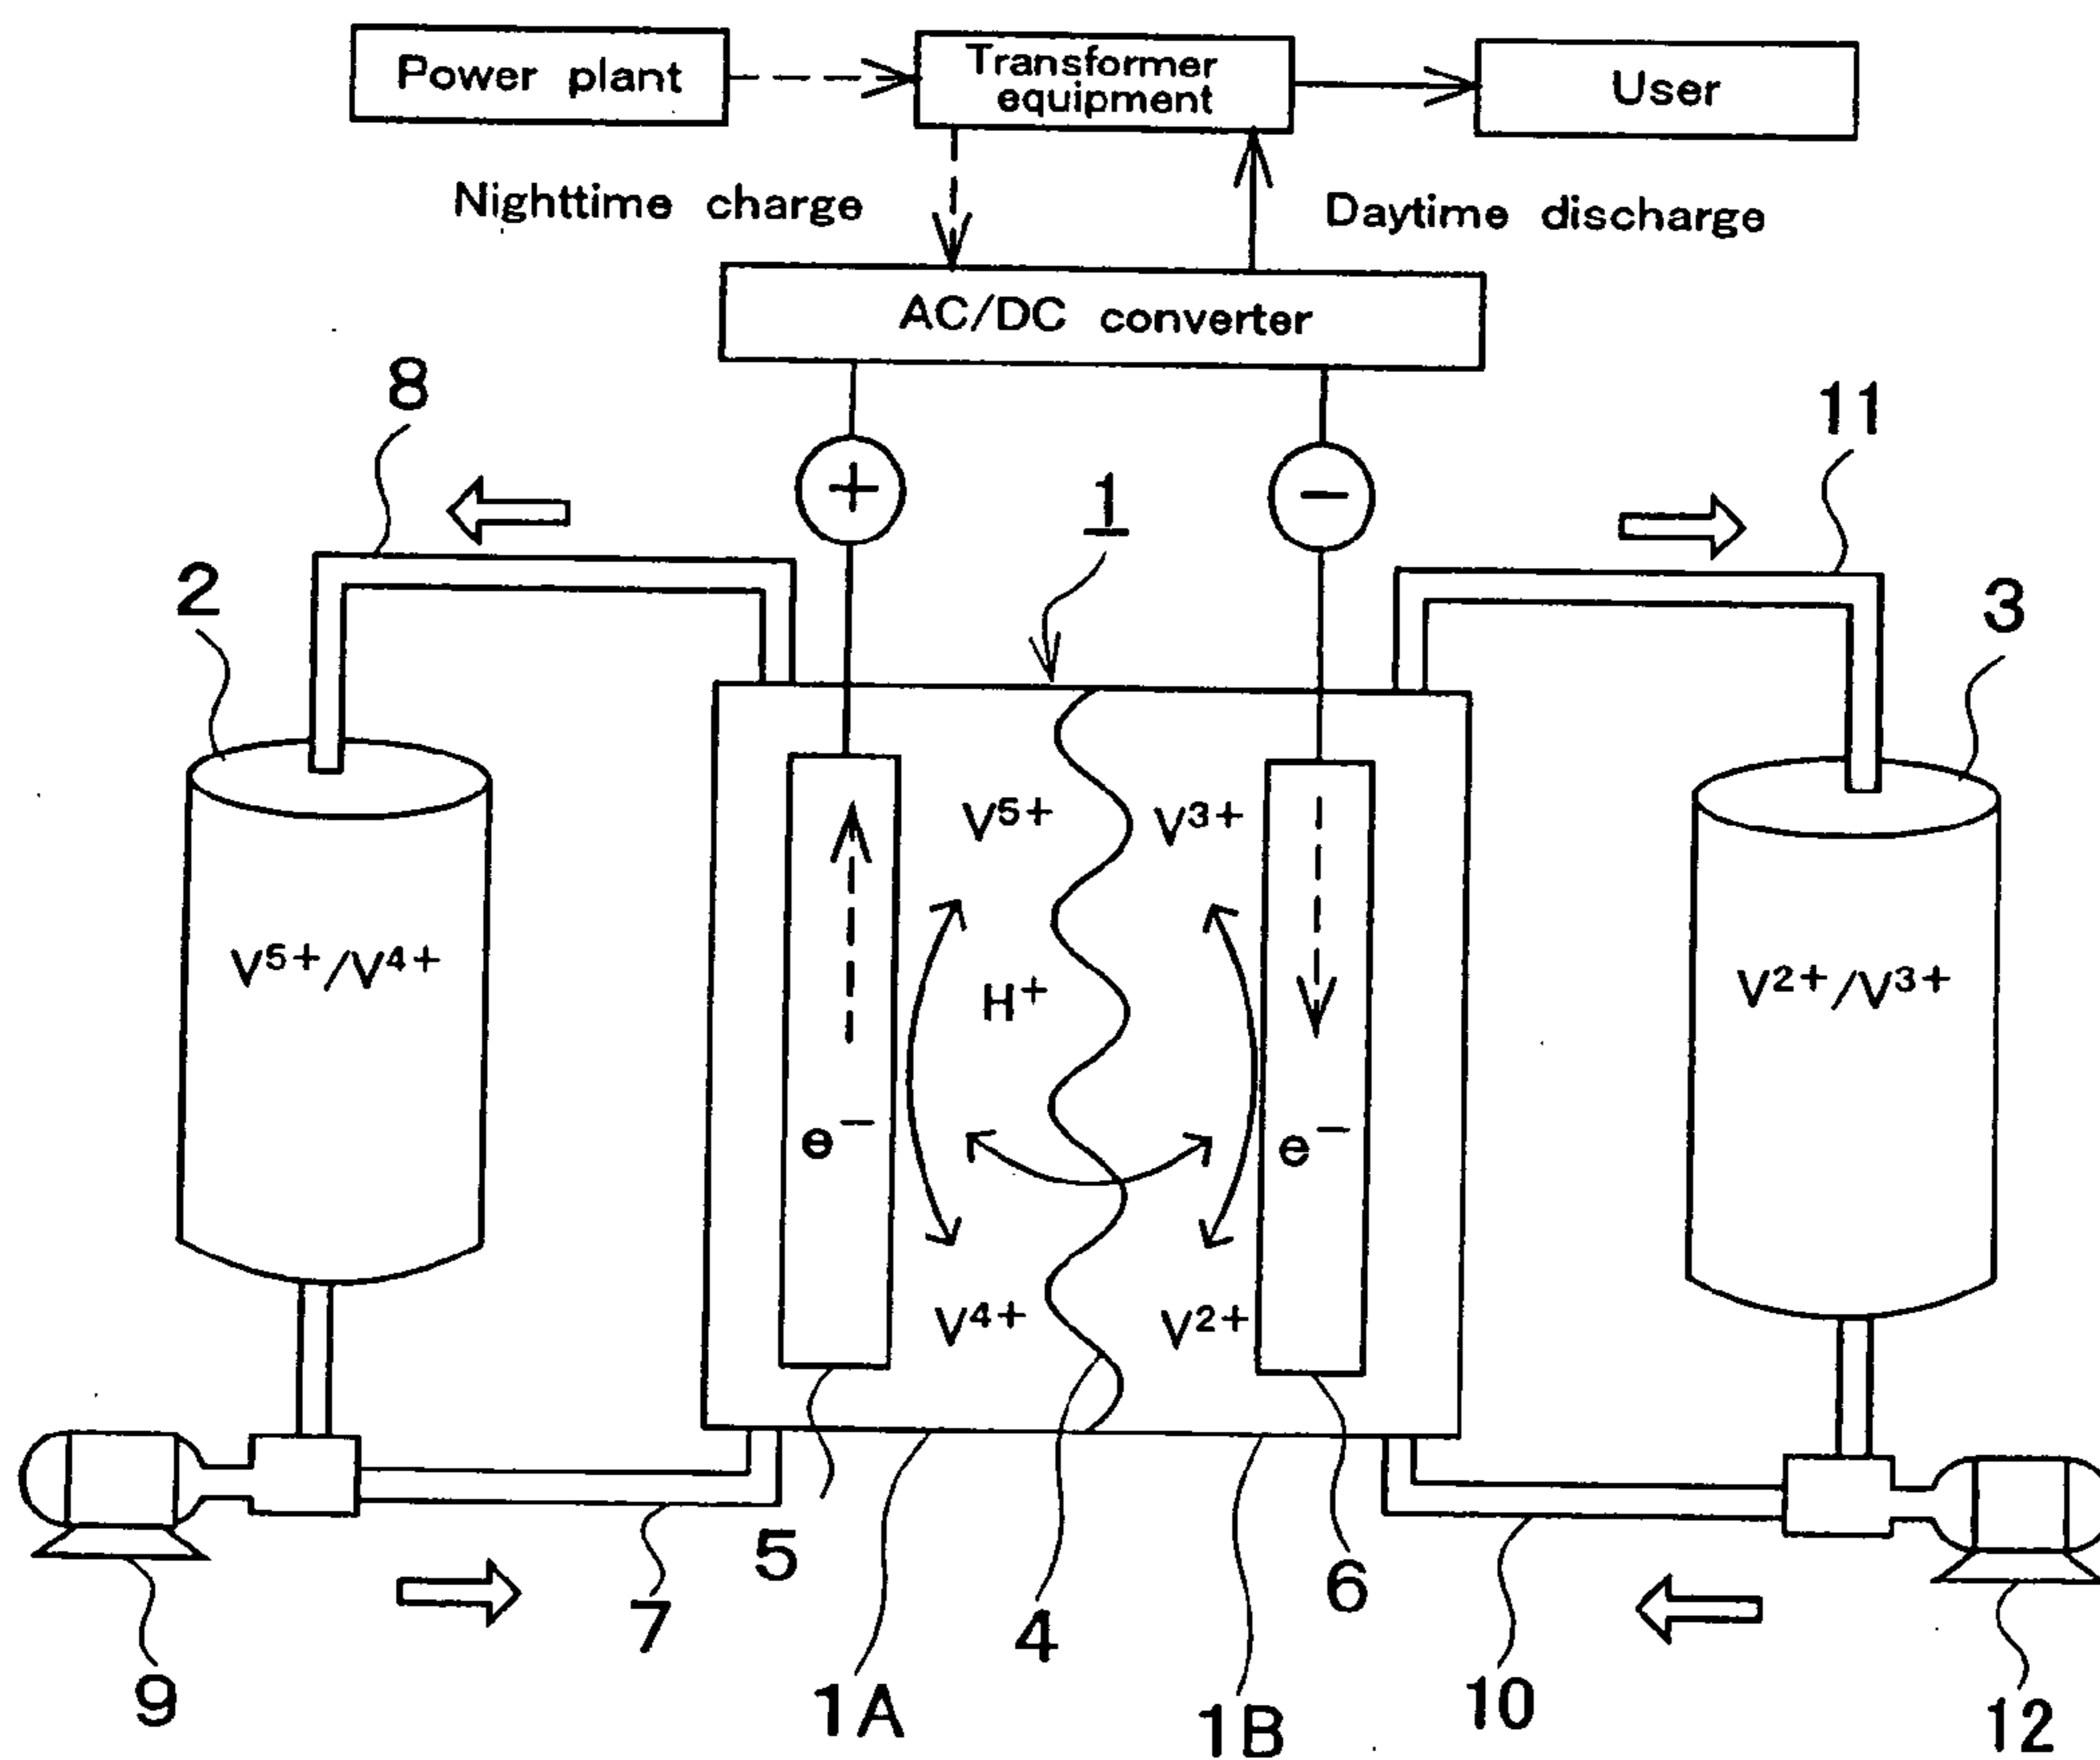 Power plant
Transformer
equipment
User
Nighttime charge
Daytime discharge
AC/DC converter
8
11
+
−
1
2
3
V⁵⁺
V³⁺
V⁵⁺/V⁴⁺
H⁺
V²⁺/V³⁺
e⁻
e⁻
V⁴⁺
V²⁺
5
6
7
4
9
1A
1B
10
12